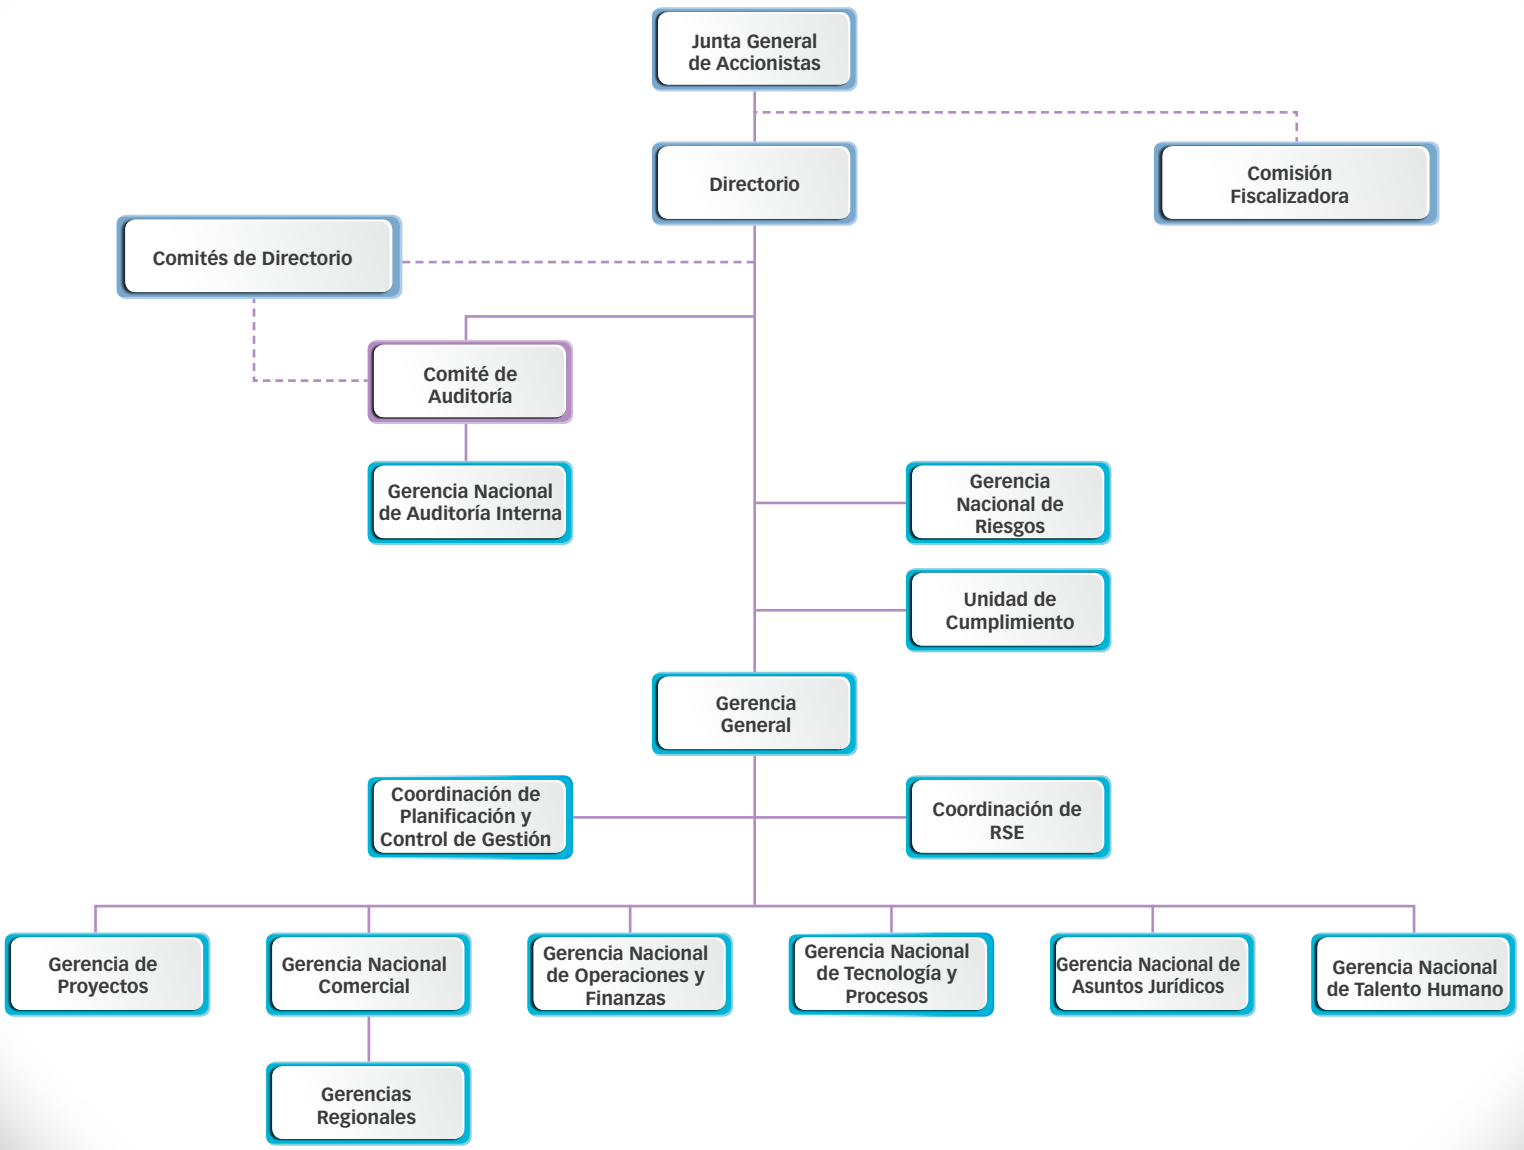 Junta General
de Accionistas
Directorio
Comisión
Fiscalizadora
Comités de Directorio
Comité de
Auditoría
Gerencia Nacional
de Auditoría Interna
Gerencia
Nacional de
Riesgos
Unidad de
Cumplimiento
Gerencia
General
Coordinación de
Planificación y
Control de Gestión
Coordinación de
RSE
Gerencia de
Proyectos
Gerencia Nacional
Comercial
Gerencia Nacional
de Operaciones y
Finanzas
Gerencia Nacional
de Tecnología y
Procesos
Gerencia Nacional de
Asuntos Jurídicos
Gerencia Nacional
de Talento Humano
Gerencias
Regionales